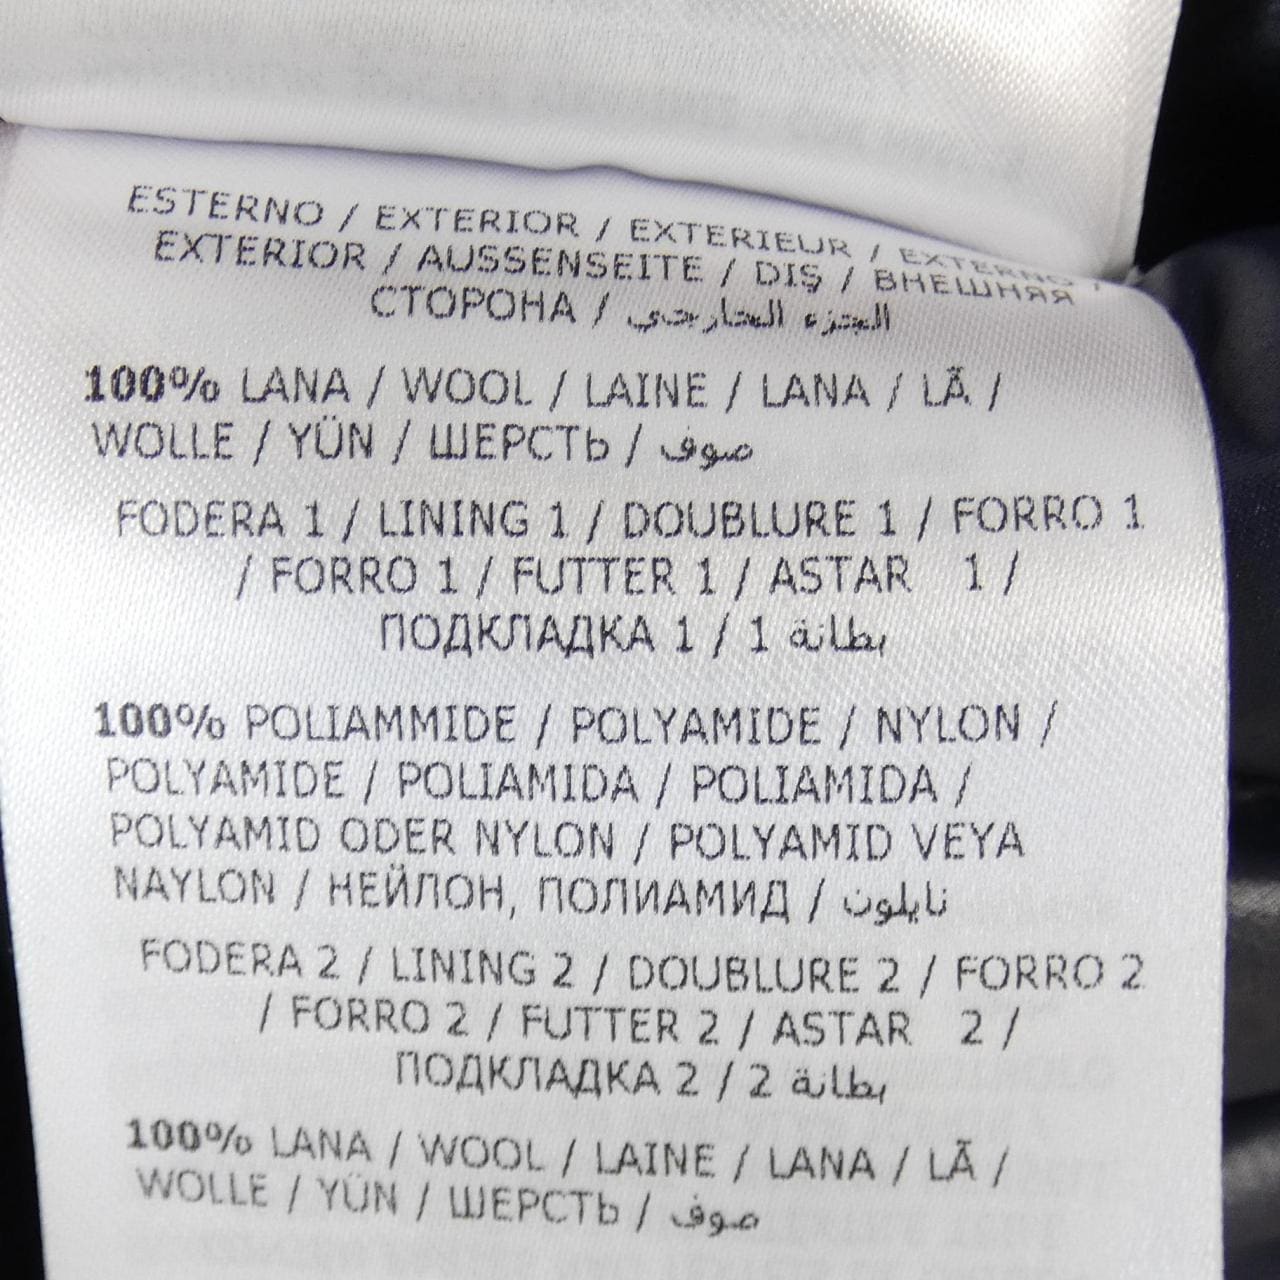 ESTERNO / EXTERIOR / EXTERIEUR / EXTERNO /
EXTERIOR / AUSSENSEITE / DIŞ / ВНЕШНЯЯ
СТОРОНА / الجزء الخارجي
100% LANA / WOOL / LAINE / LANA / LÃ /
WOLLE / YÜN / ШЕРСТЬ / صوف
FODERA 1 / LINING 1 / DOUBLURE 1 / FORRO 1
/ FORRO 1 / FUTTER 1 / ASTAR 1 /
ПОДКЛАДКА 1 / 1 بطانة
100% POLIAMMIDE / POLYAMIDE / NYLON /
POLYAMIDE / POLIAMIDA / POLIAMIDA /
POLYAMID ODER NYLON / POLYAMID VEYA
NAYLON / НЕЙЛОН, ПОЛИАМИД / نايلون
FODERA 2 / LINING 2 / DOUBLURE 2 / FORRO 2
/ FORRO 2 / FUTTER 2 / ASTAR 2 /
ПОДКЛАДКА 2 / 2 بطانة
100% LANA / WOOL / LAINE / LANA / LÃ /
WOLLE / YÜN / ШЕРСТЬ / صوف